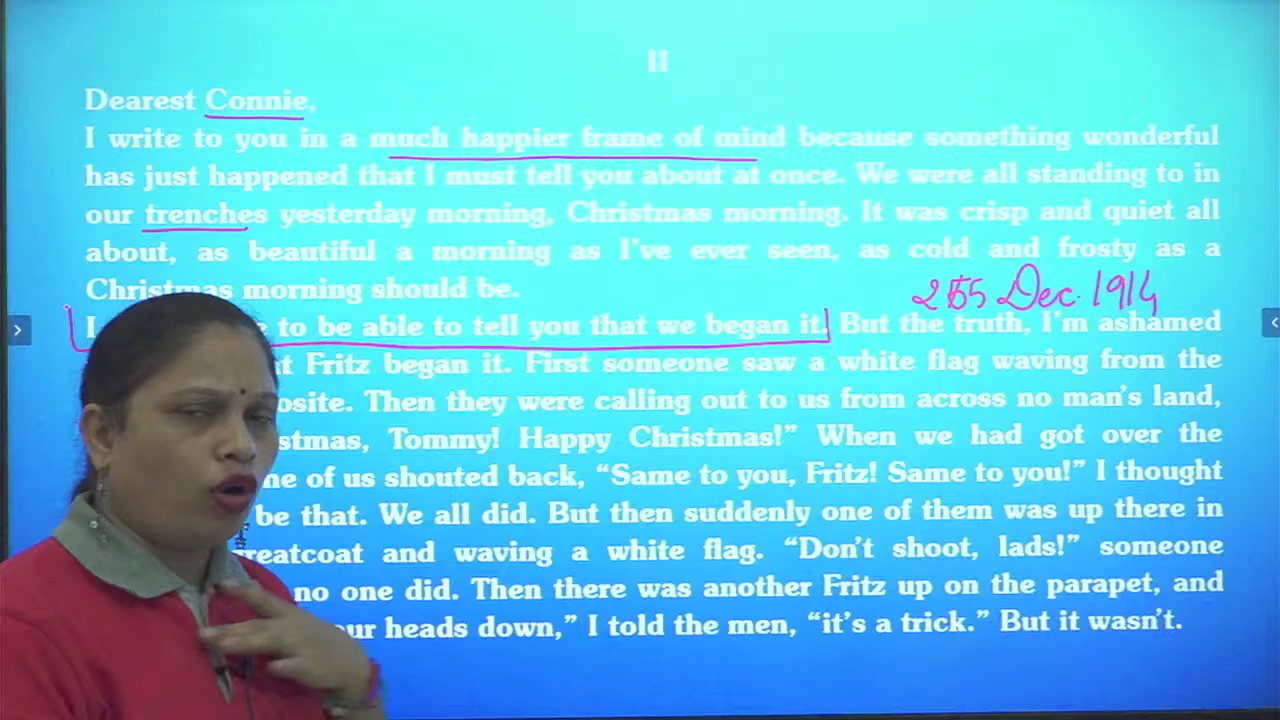 II
Dearest Connie,
I write to you in a much happier frame of mind because something wonderful
has just happened that I must tell you about at once. We were all standing to in
our trenches yesterday morning, Christmas morning. It was crisp and quiet all
about, as beautiful a morning as I've ever seen, as cold and frosty as a
Christmas morning should be.
25 Dec. 1914
I to be able to tell you that we began it. But the truth, I'm ashamed
Fritz began it. First someone saw a white flag waving from the
Then they were calling out to us from across no man's land,
Tommy! Happy Christmas!” When we had got over the
of us shouted back, “Same to you, Fritz! Same to you!” I thought
be that. We all did. But then suddenly one of them was up there in
and waving a white flag. “Don't shoot, lads!” someone
no one did. Then there was another Fritz up on the parapet, and
heads down,” I told the men, “it's a trick.” But it wasn't.